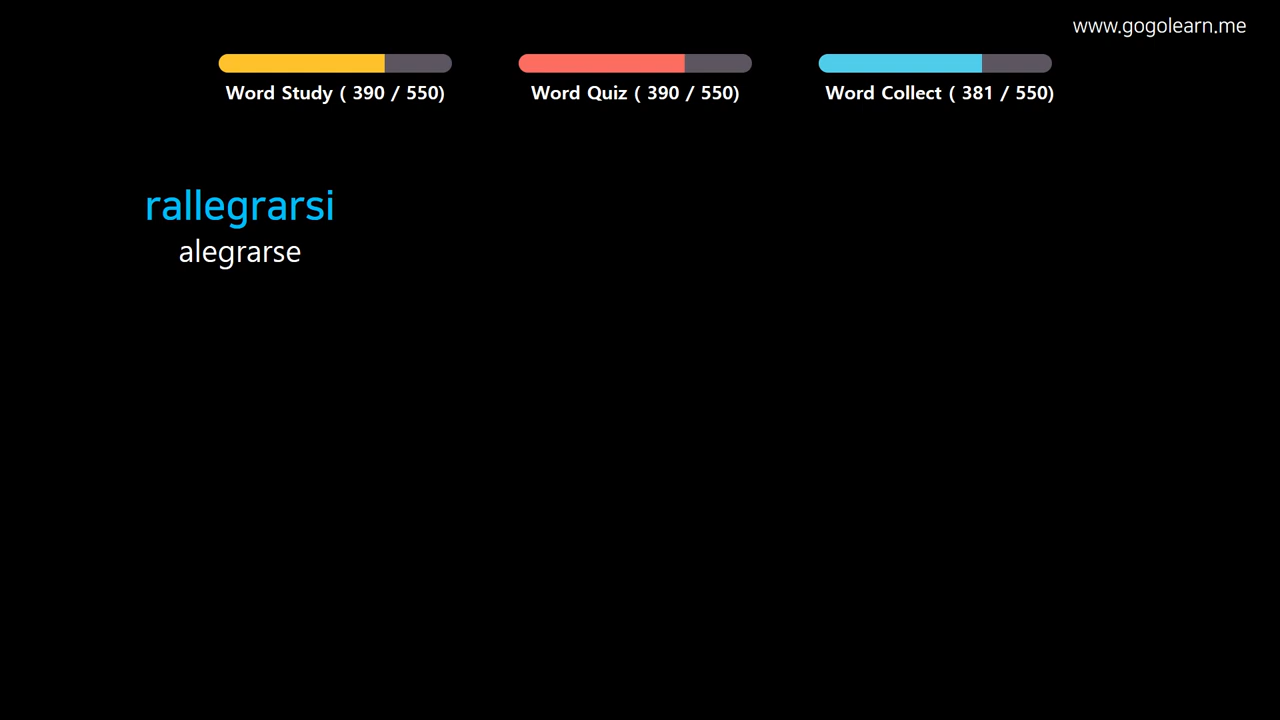 www.gogolearn.me
Word Study ( 390 / 550)
Word Quiz ( 390 / 550)
Word Collect ( 381 / 550)
rallegrarsi
alegrarse